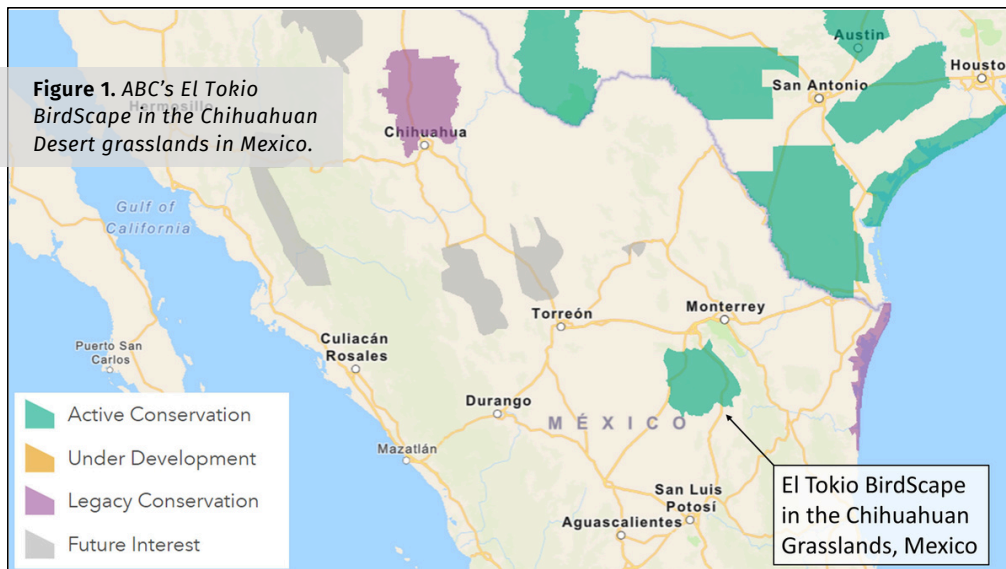 Figure 1. ABC's El Tokio
BirdScape in the Chihuahuan
Desert grasslands in Mexico.
Hermosillo
Chihuahua
Austin
San Antonio
Housto
Gulf of
California
Puerto San
Carlos
Culiacán
Rosales
Torreón
Monterrey
Durango
MÉXICO
Mazatlán
San Luis
Potosí
Aguascalientes
Active Conservation
Under Development
Legacy Conservation
Future Interest
El Tokio BirdScape
in the Chihuahuan
Grasslands, Mexico